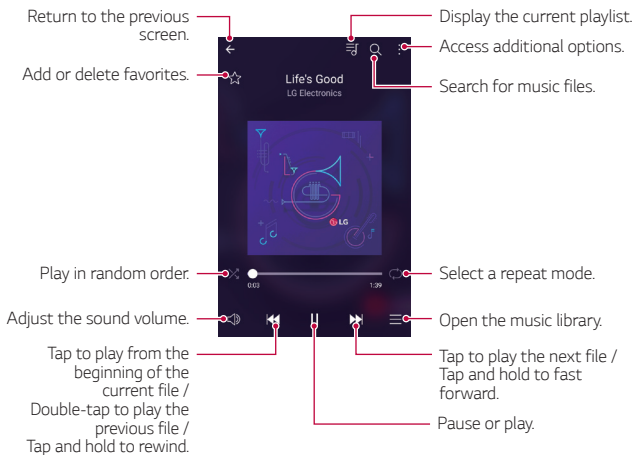 Return to the previous
screen.
Add or delete favorites.
Display the current playlist.
Access additional options.
Search for music files.
Life's Good
LG Electronics
LG
Play in random order.
0:03
1:39
Select a repeat mode.
Adjust the sound volume.
Open the music library.
Tap to play from the
beginning of the
current file /
Double-tap to play the
previous file /
Tap and hold to rewind.
Tap to play the next file /
Tap and hold to fast
forward.
Pause or play.